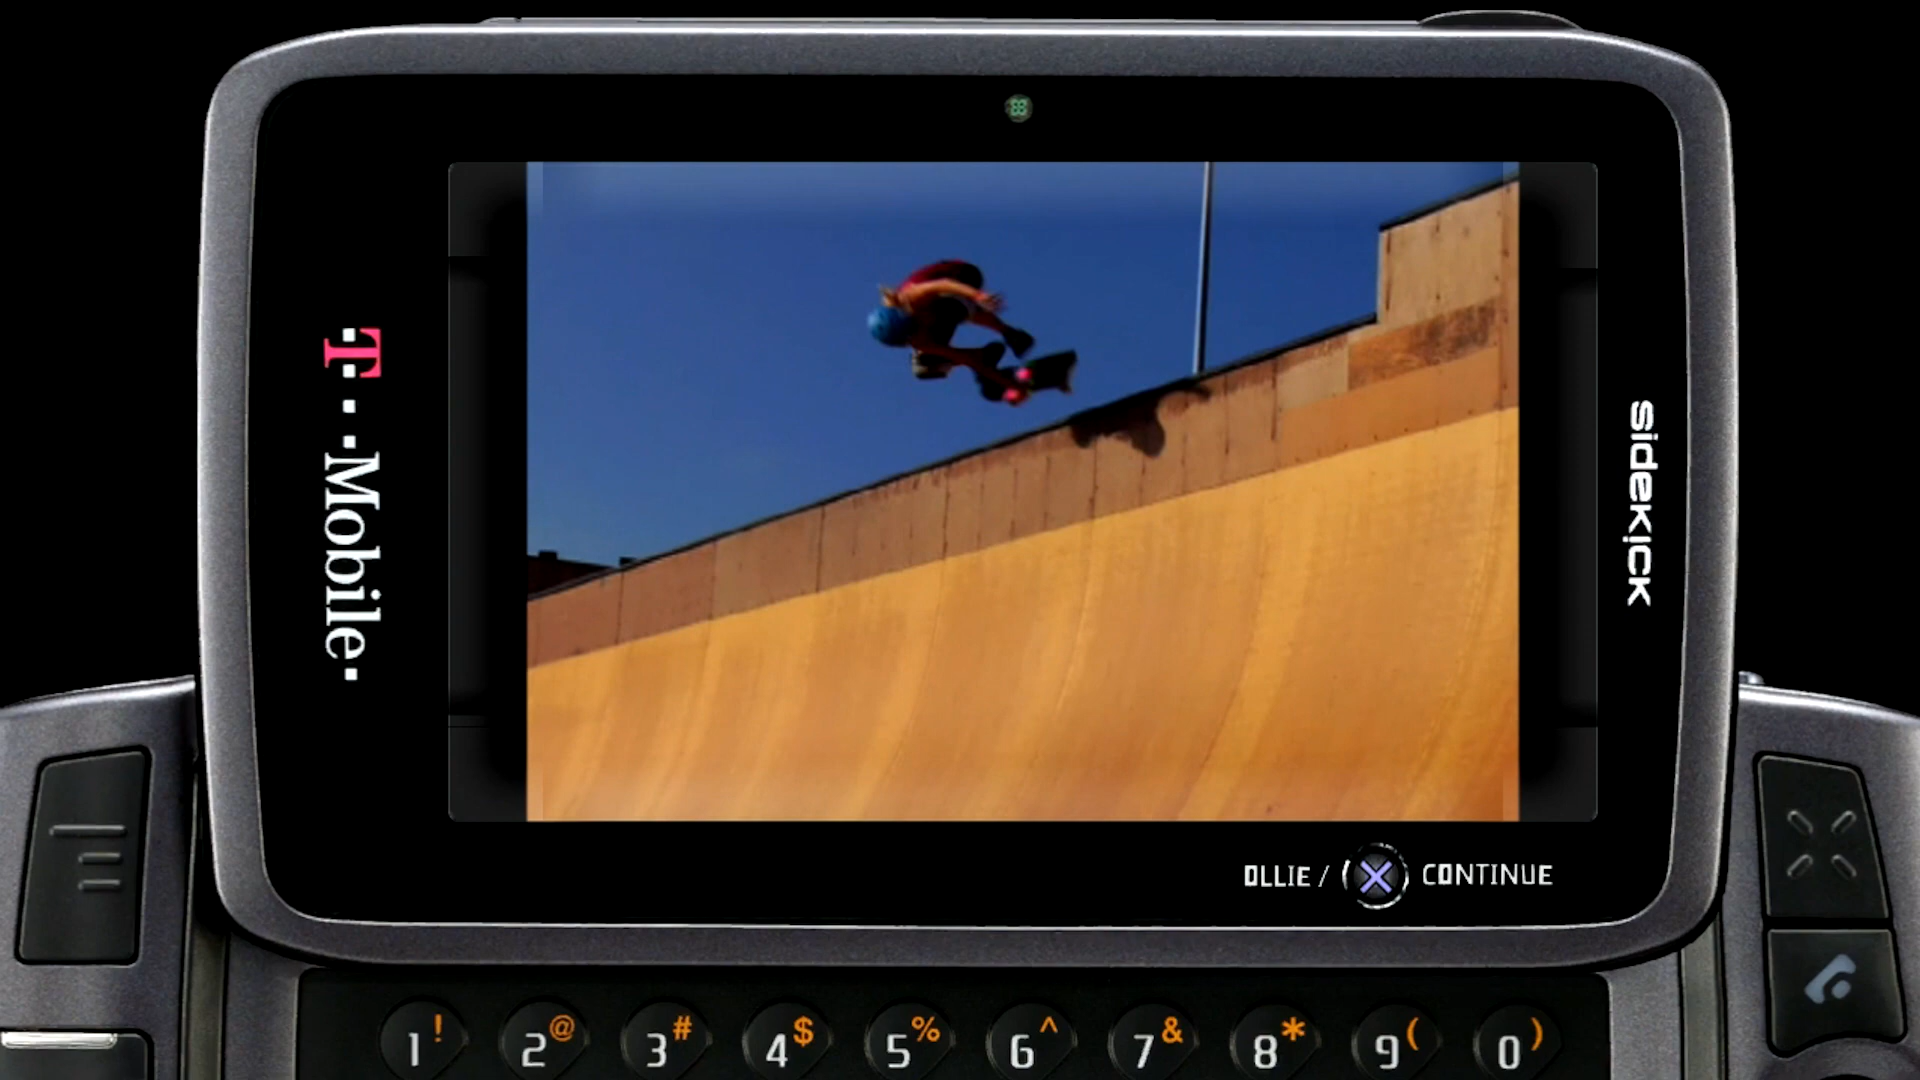 T··Mobile·
sidekick
OLLIE / CONTINUE
1! 2@ 3# 4$ 5% 6^ 7& 8* 9( 0)